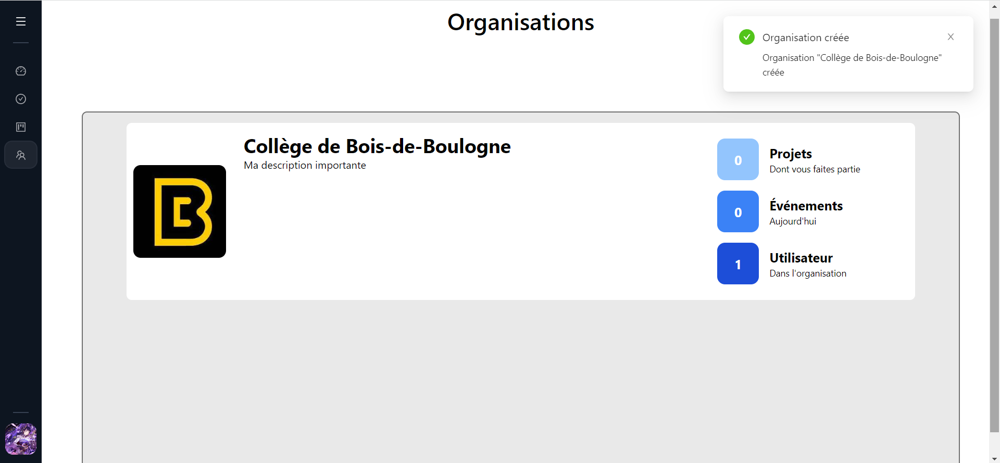 Organisations
Organisation créée
Organisation "Collège de Bois-de-Boulogne"
créée
Collège de Bois-de-Boulogne
Ma description importante
B
0
Projets
Dont vous faites partie
0
Événements
Aujourd'hui
1
Utilisateur
Dans l'organisation